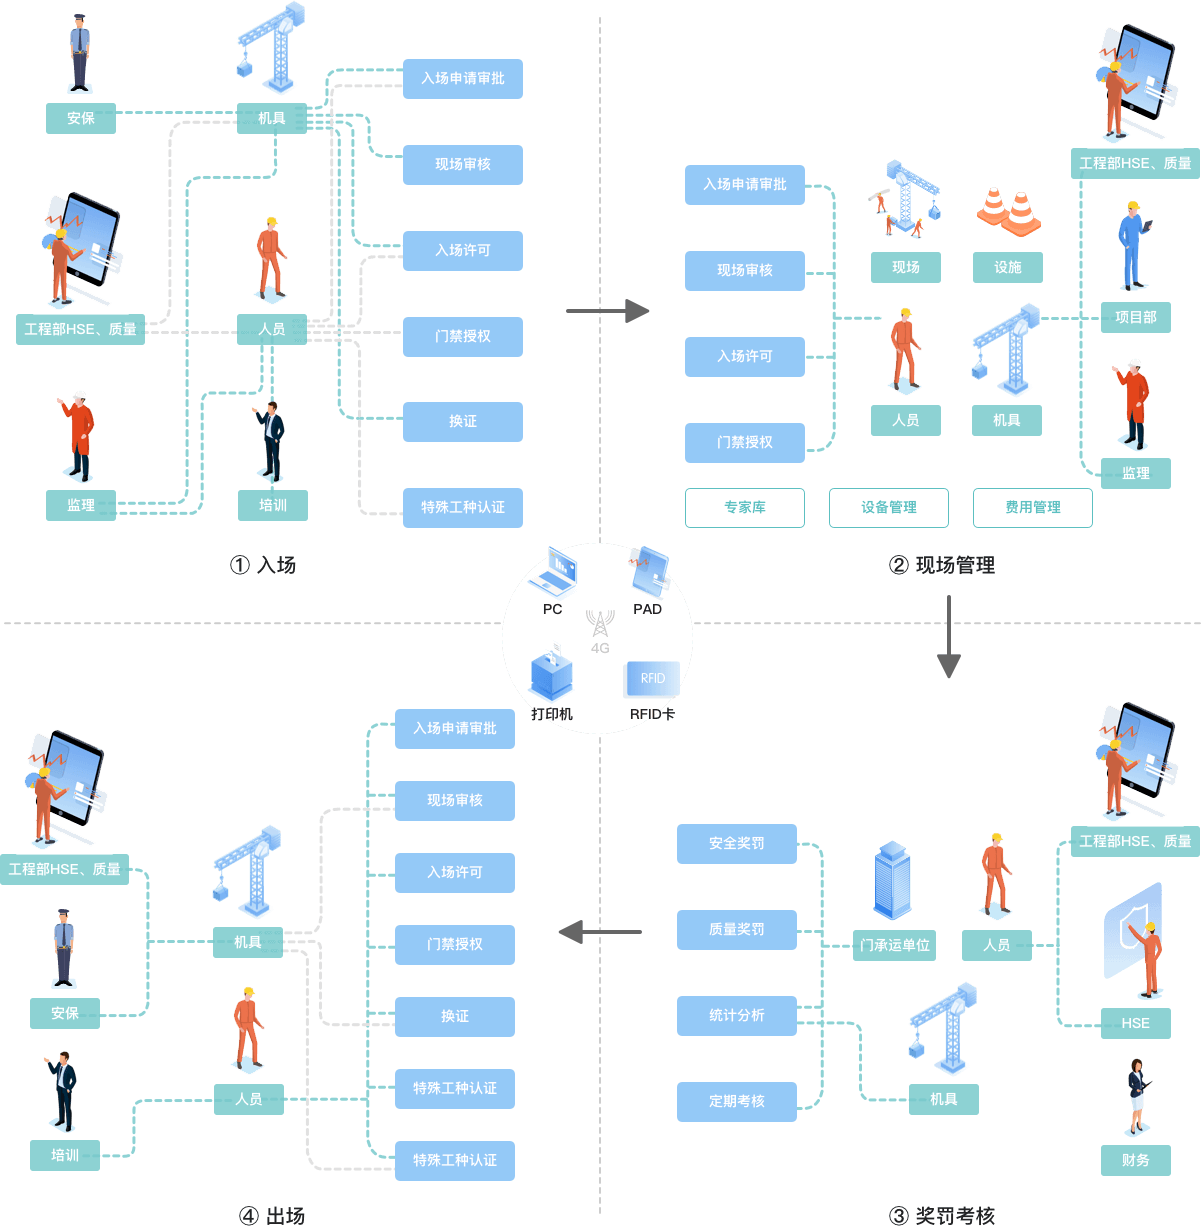 安保
机具
入场申请审批
现场审核
入场许可
工程部HSE、质量
人员
门禁授权
换证
监理
培训
特殊工种认证
① 入场
工程部HSE、质量
入场申请审批
现场审核
现场
设施
项目部
入场许可
人员
机具
门禁授权
监理
专家库
设备管理
费用管理
② 现场管理
PC
PAD
4G
RFID
打印机
RFID卡
入场申请审批
现场审核
工程部HSE、质量
入场许可
机具
门禁授权
安保
换证
人员
特殊工种认证
培训
特殊工种认证
④ 出场
安全奖罚
工程部HSE、质量
质量奖罚
门承运单位
人员
统计分析
HSE
定期考核
机具
财务
③ 奖罚考核